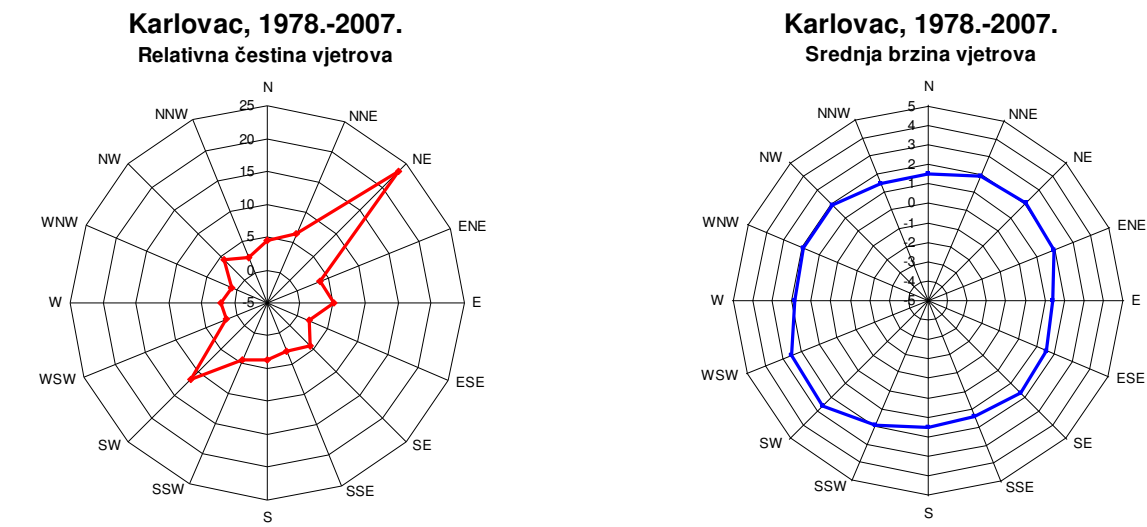 Karlovac, 1978.-2007.
Relativna čestina vjetrova
N
NNE
NE
ENE
E
ESE
SE
SSE
S
SSW
SW
WSW
W
WNW
NW
NNW
25
20
15
10
5
0
-5
Karlovac, 1978.-2007.
Srednja brzina vjetrova
N
NNE
NE
ENE
E
ESE
SE
SSE
S
SSW
SW
WSW
W
WNW
NW
NNW
5
4
3
2
1
0
-1
-2
-3
-4